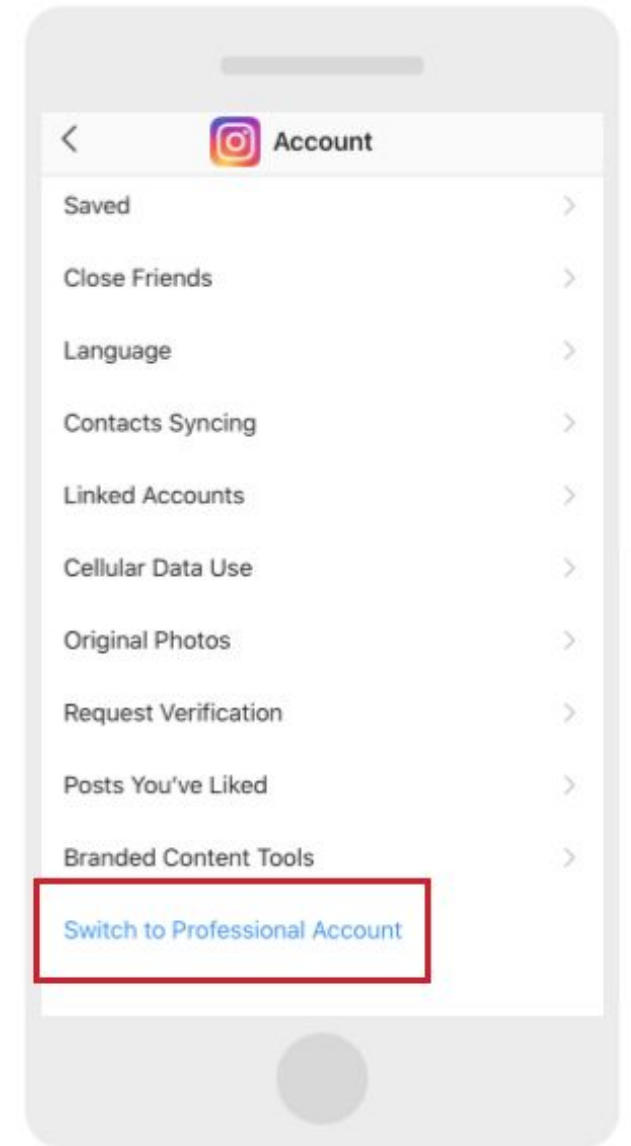 Account
Saved
Close Friends
Language
Contacts Syncing
Linked Accounts
Cellular Data Use
Original Photos
Request Verification
Posts You've Liked
Branded Content Tools
Switch to Professional Account